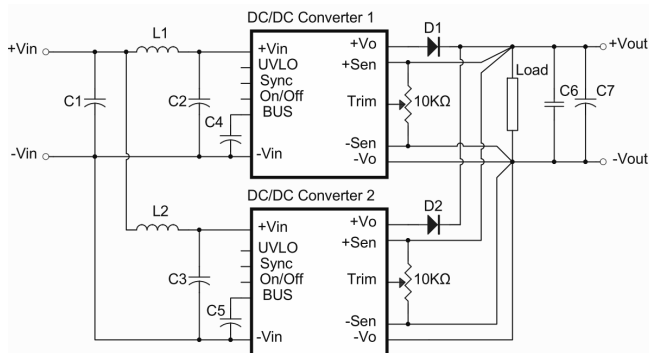 DC/DC Converter 1
+Vin
L1
C1
C2
C4
+Vin
UVLO
Sync
On/Off
BUS
-Vin
+Vo
+Sen
Trim
-Sen
-Vo
D1
10KΩ
Load
C6
C7
+Vout
-Vin
-Vout
DC/DC Converter 2
L2
C3
C5
+Vin
UVLO
Sync
On/Off
BUS
-Vin
+Vo
+Sen
Trim
-Sen
-Vo
D2
10KΩ